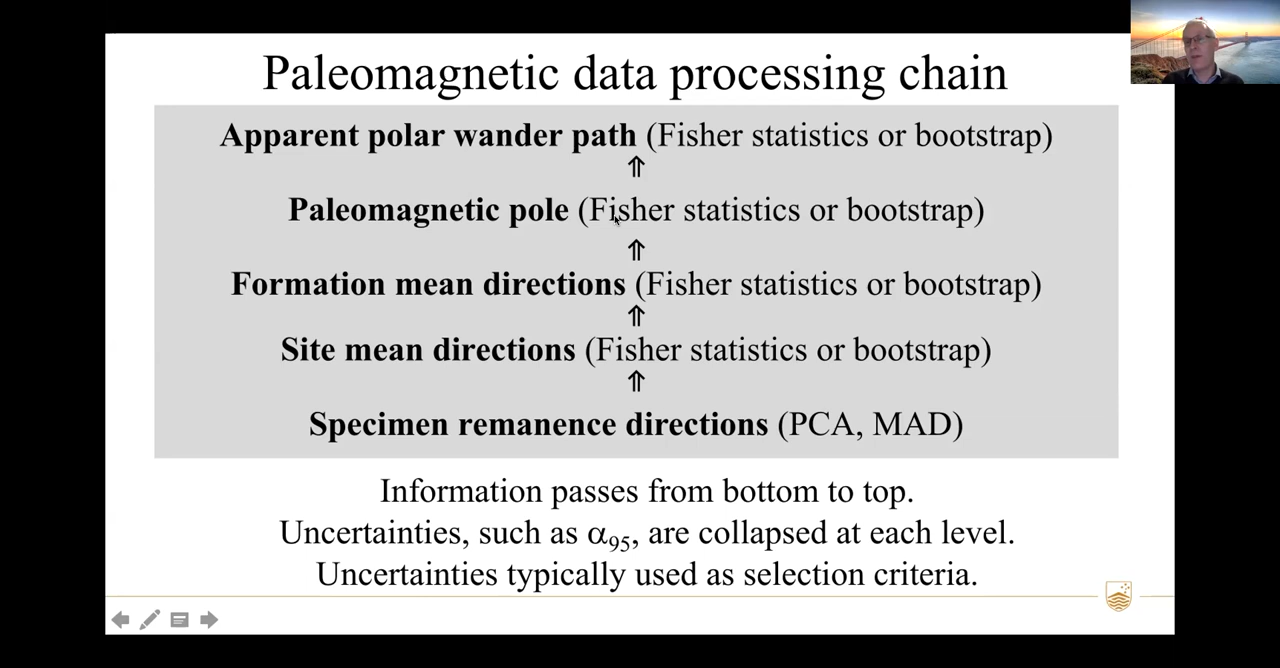 Paleomagnetic data processing chain
Apparent polar wander path (Fisher statistics or bootstrap)
⇑
Paleomagnetic pole (Fisher statistics or bootstrap)
⇑
Formation mean directions (Fisher statistics or bootstrap)
⇑
Site mean directions (Fisher statistics or bootstrap)
⇑
Specimen remanence directions (PCA, MAD)
Information passes from bottom to top.
Uncertainties, such as α₉₅, are collapsed at each level.
Uncertainties typically used as selection criteria.